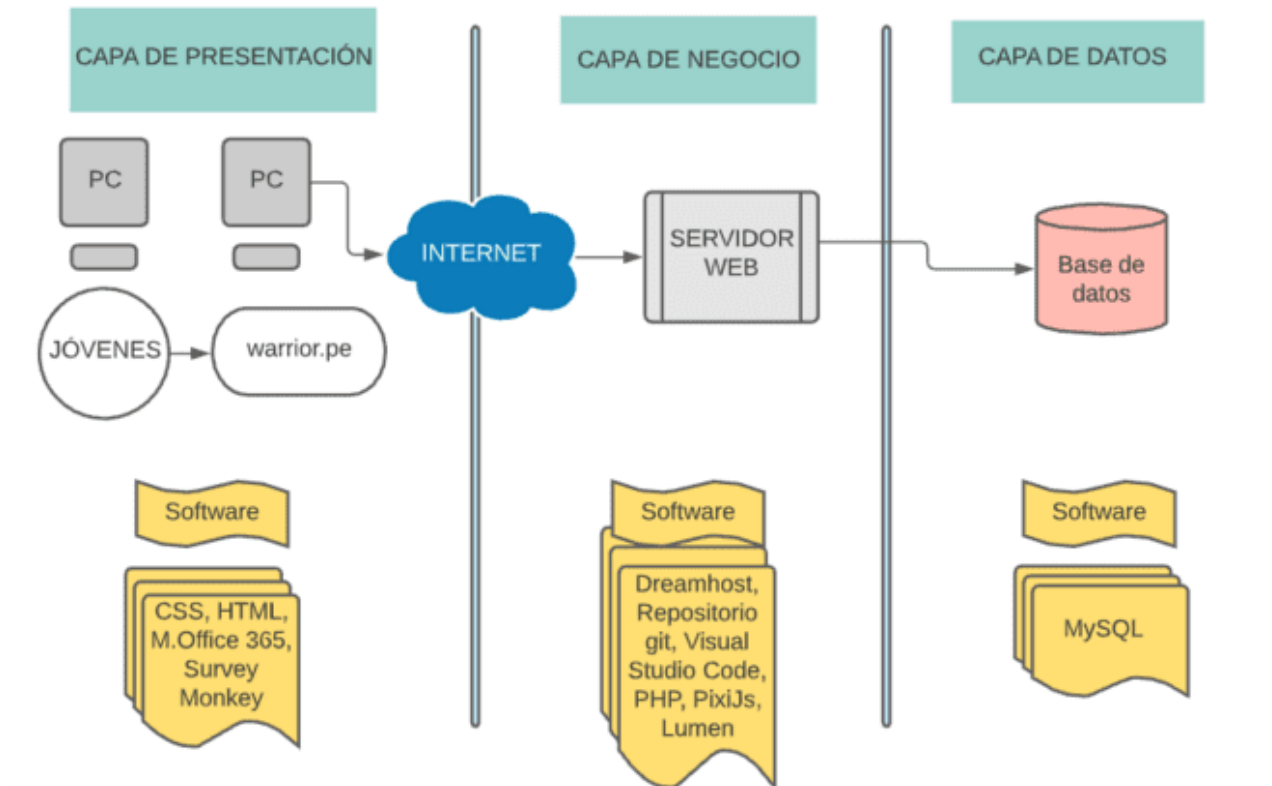 CAPA DE PRESENTACIÓN
CAPA DE NEGOCIO
CAPA DE DATOS
PC
PC
INTERNET
SERVIDOR
WEB
Base de
datos
JÓVENES
warrior.pe
Software
CSS, HTML,
M.Office 365,
Survey
Monkey
Software
Dreamhost,
Repositorio
git, Visual
Studio Code,
PHP, PixiJs,
Lumen
Software
MySQL